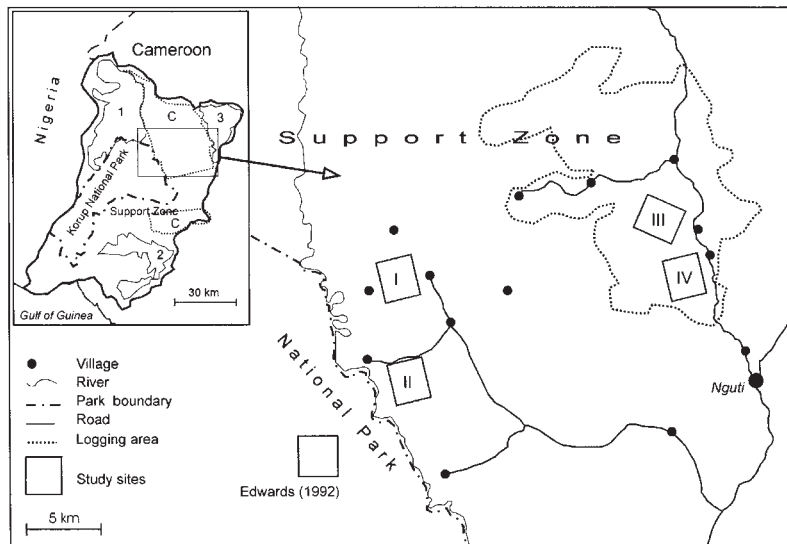 Cameroon
Nigeria
1
C
3
Korup National Park
Support Zone
C
2
30 km
Gulf of Guinea
Support Zone
I
II
III
IV
National Park
Nguti
Edwards (1992)
Village
River
Park boundary
Road
Logging area
Study sites
5 km